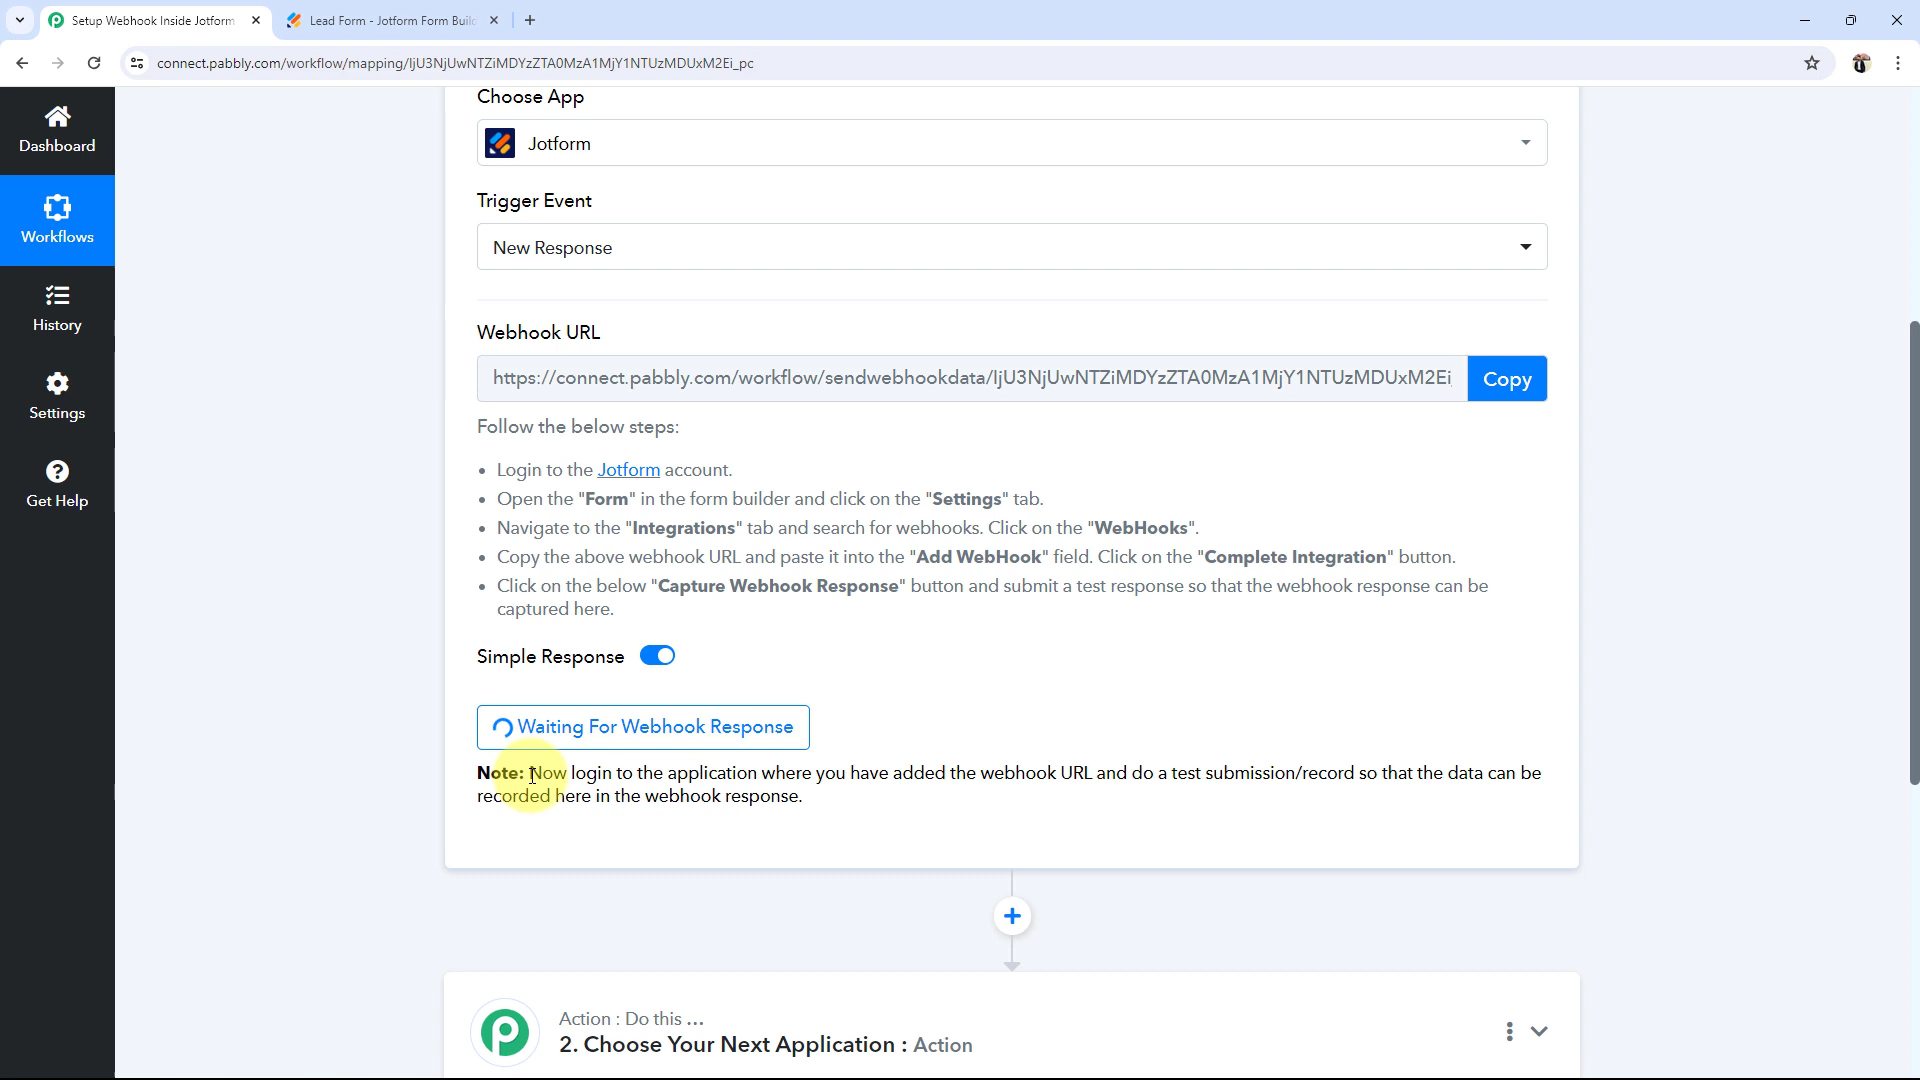 Setup Webhook Inside Jotform
Lead Form - Jotform Form Buil
connect.pabbly.com/workflow/mapping/IjU3NjUwNTZiMDYzZTA0MzA1MjY1NTUzMDUxM2Ei_pc
Dashboard
Workflows
History
Settings
Get Help
Choose App
Jotform
Trigger Event
New Response
Webhook URL
https://connect.pabbly.com/workflow/sendwebhookdata/IjU3NjUwNTZiMDYzZTA0MzA1MjY1NTUzMDUxM2Ei_
Copy
Follow the below steps:
Login to the Jotform account.
Open the "Form" in the form builder and click on the "Settings" tab.
Navigate to the "Integrations" tab and search for webhooks. Click on the "WebHooks".
Copy the above webhook URL and paste it into the "Add WebHook" field. Click on the "Complete Integration" button.
Click on the below "Capture Webhook Response" button and submit a test response so that the webhook response can be
captured here.
Simple Response
Waiting For Webhook Response
Note: Now login to the application where you have added the webhook URL and do a test submission/record so that the data can be
recorded here in the webhook response.
Action : Do this ...
2. Choose Your Next Application : Action